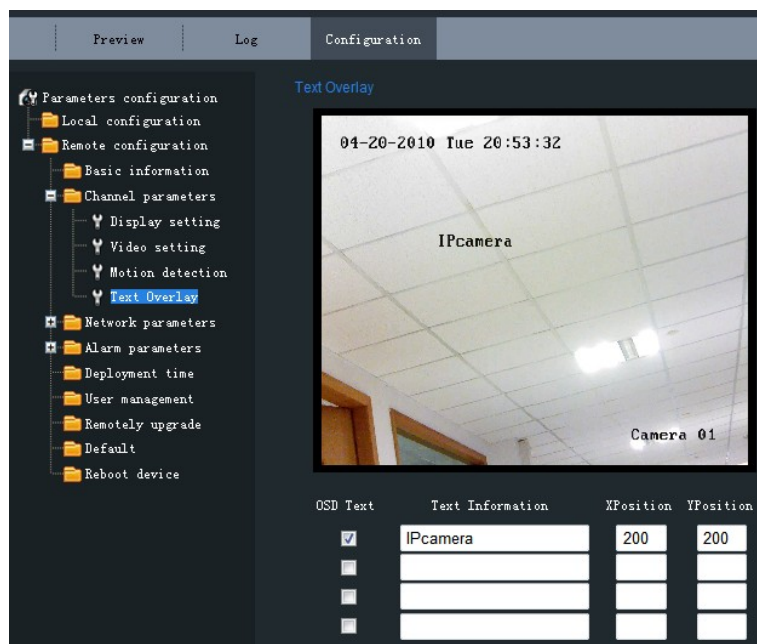 Preview Log Configuration
Parameters configuration
Local configuration
Remote configuration
Basic information
Channel parameters
Display setting
Video setting
Motion detection
Text Overlay
Network parameters
Alarm parameters
Deployment time
User management
Remotely upgrade
Default
Reboot device
Text Overlay
04-20-2010 Tue 20:53:32
IPcamera
Camera 01
OSD Text Text Information XPosition YPosition
IPcamera 200 200